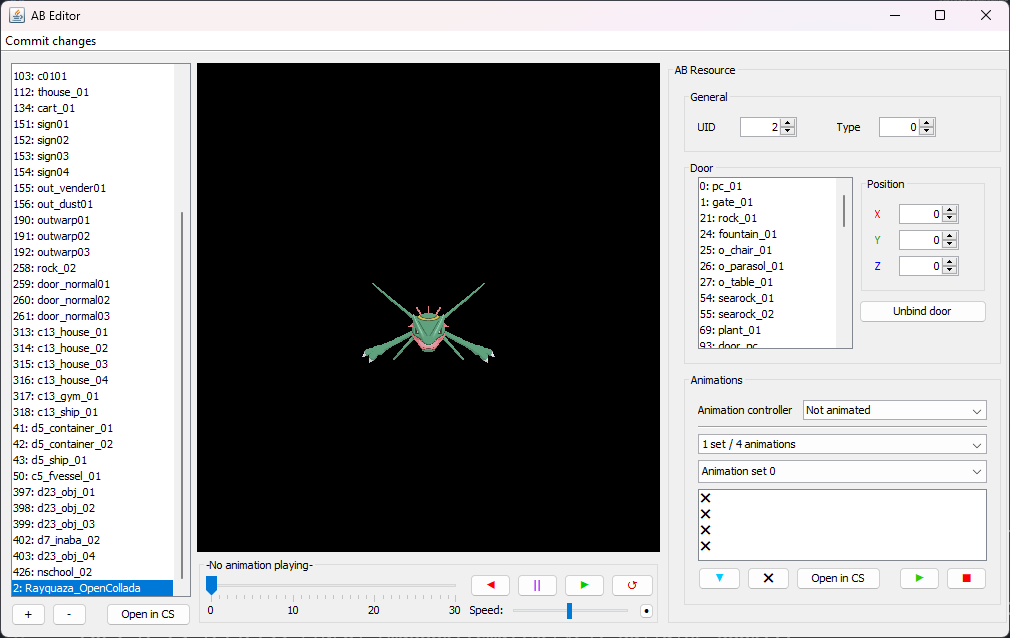 AB Editor
Commit changes
103: c0101
112: thouse_01
134: cart_01
151: sign01
152: sign02
153: sign03
154: sign04
155: out_vender01
156: out_dust01
190: outwarp01
191: outwarp02
192: outwarp03
258: rock_02
259: door_normal01
260: door_normal02
261: door_normal03
313: c13_house_01
314: c13_house_02
315: c13_house_03
316: c13_house_04
317: c13_gym_01
318: c13_ship_01
41: d5_container_01
42: d5_container_02
43: d5_ship_01
50: c5_fvessel_01
397: d23_obj_01
398: d23_obj_02
399: d23_obj_03
402: d7_inaba_02
403: d23_obj_04
426: nschool_02
2: Rayquaza_OpenCollada
+ - Open in CS
-No animation playing-
0 10 20 30
Speed:
AB Resource
General
UID 2 Type 0
Door
0: pc_01
1: gate_01
21: rock_01
24: fountain_01
25: o_chair_01
26: o_parasol_01
27: o_table_01
54: searock_01
55: searock_02
69: plant_01
93: door_pc
Position
X 0
Y 0
Z 0
Unbind door
Animations
Animation controller Not animated
1 set / 4 animations
Animation set 0
Open in CS